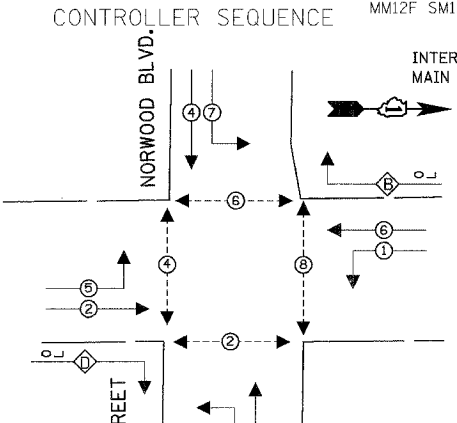 CONTROLLER SEQUENCE
MM12F SM1
INTER
MAIN
NORWOOD BLVD.
4 7
1
B OL
6
6
4
8
1
5
2
2
OL
D
REET